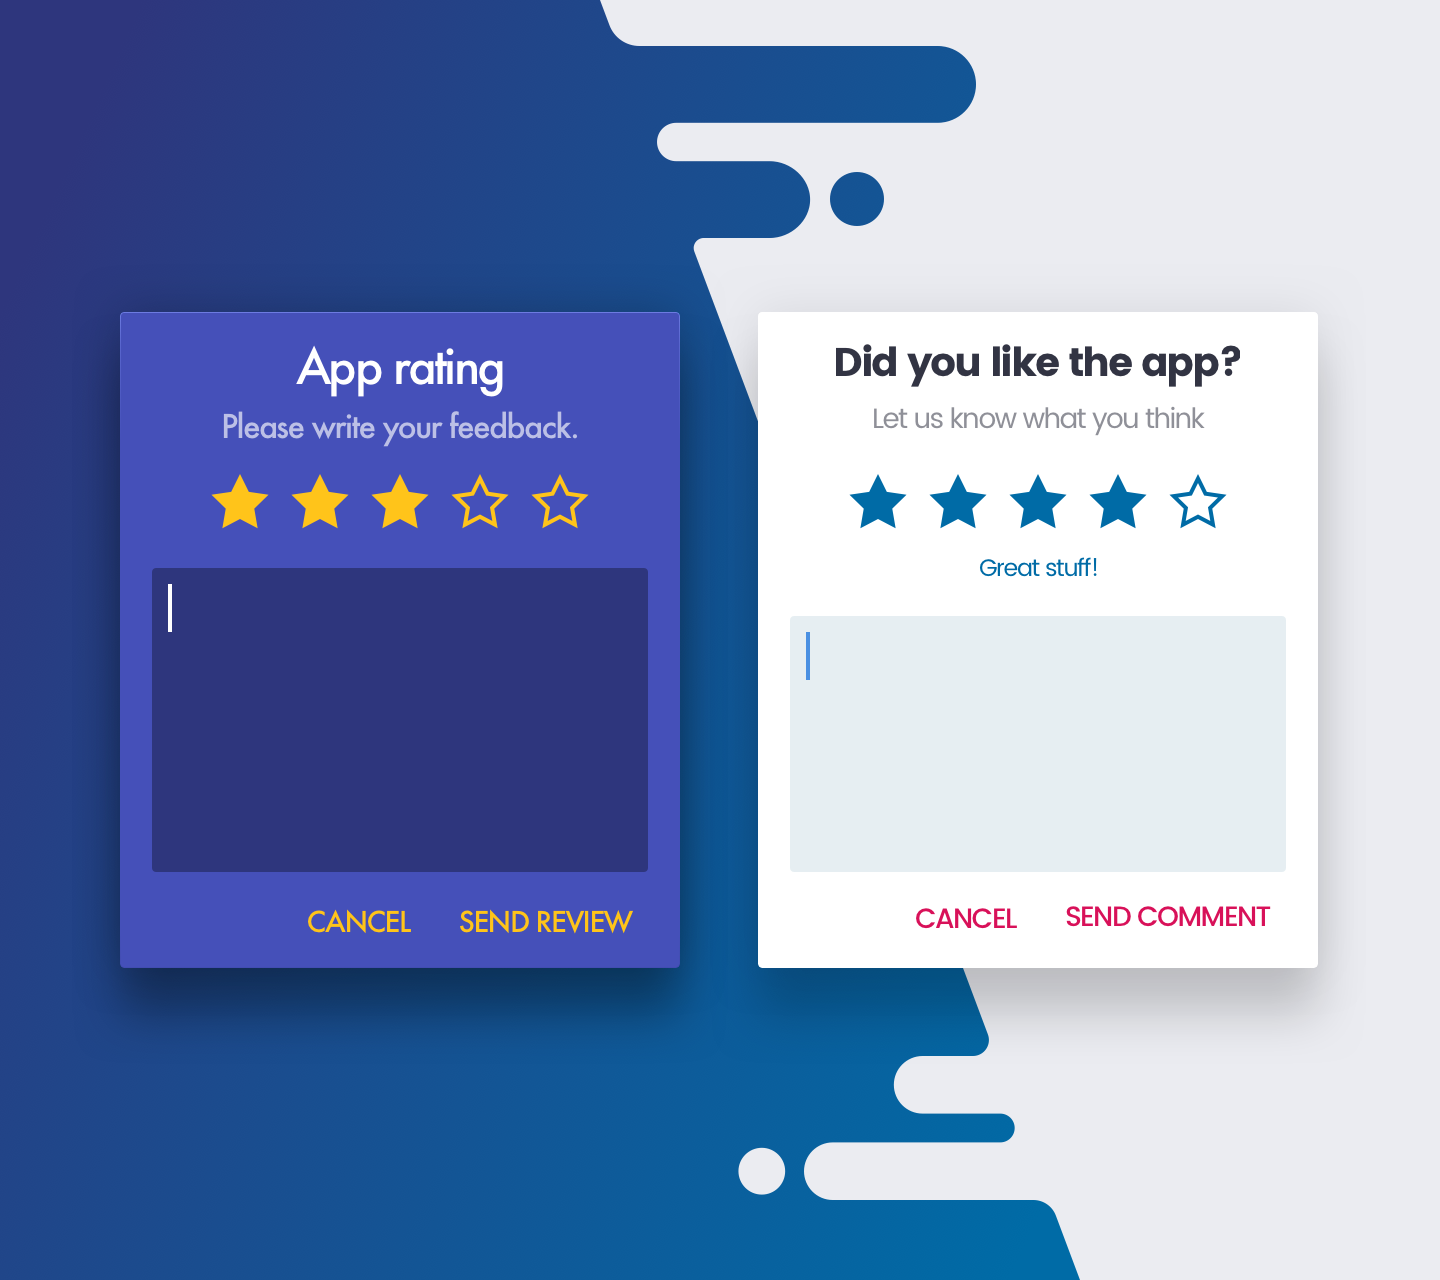 App rating
Please write your feedback.
CANCEL SEND REVIEW
Did you like the app?
Let us know what you think
Great stuff!
CANCEL SEND COMMENT